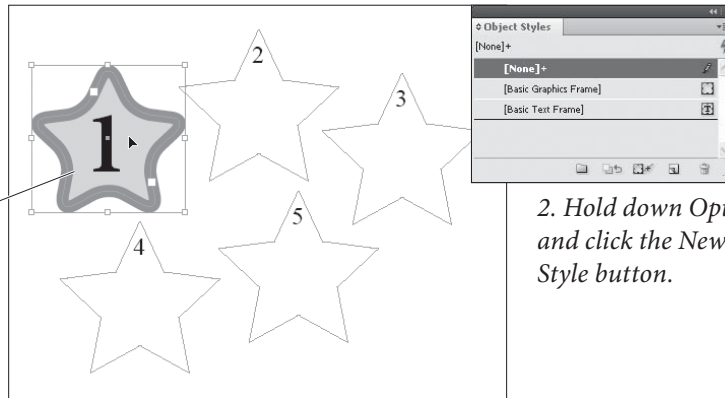 1
2
3
4
5
Object Styles
[None]+
[None]+
[Basic Graphics Frame]
[Basic Text Frame]
2. Hold down
and click the New
Style button.